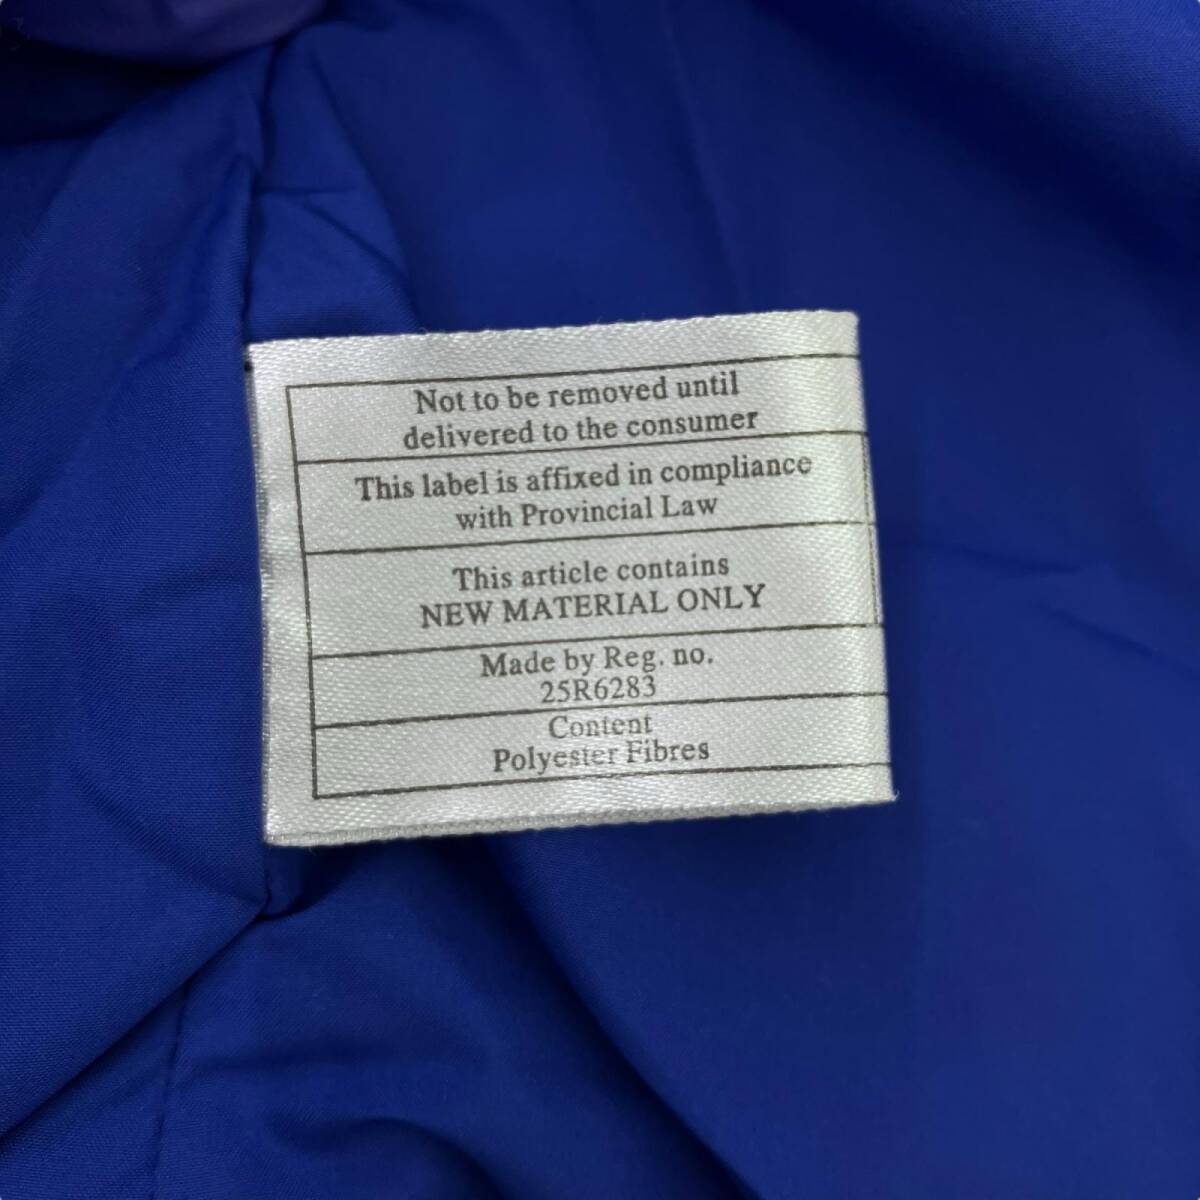 Not to be removed until
delivered to the consumer
This label is affixed in compliance
with Provincial Law
This article contains
NEW MATERIAL ONLY
Made by Reg. no.
25R6283
Content
Polyester Fibres